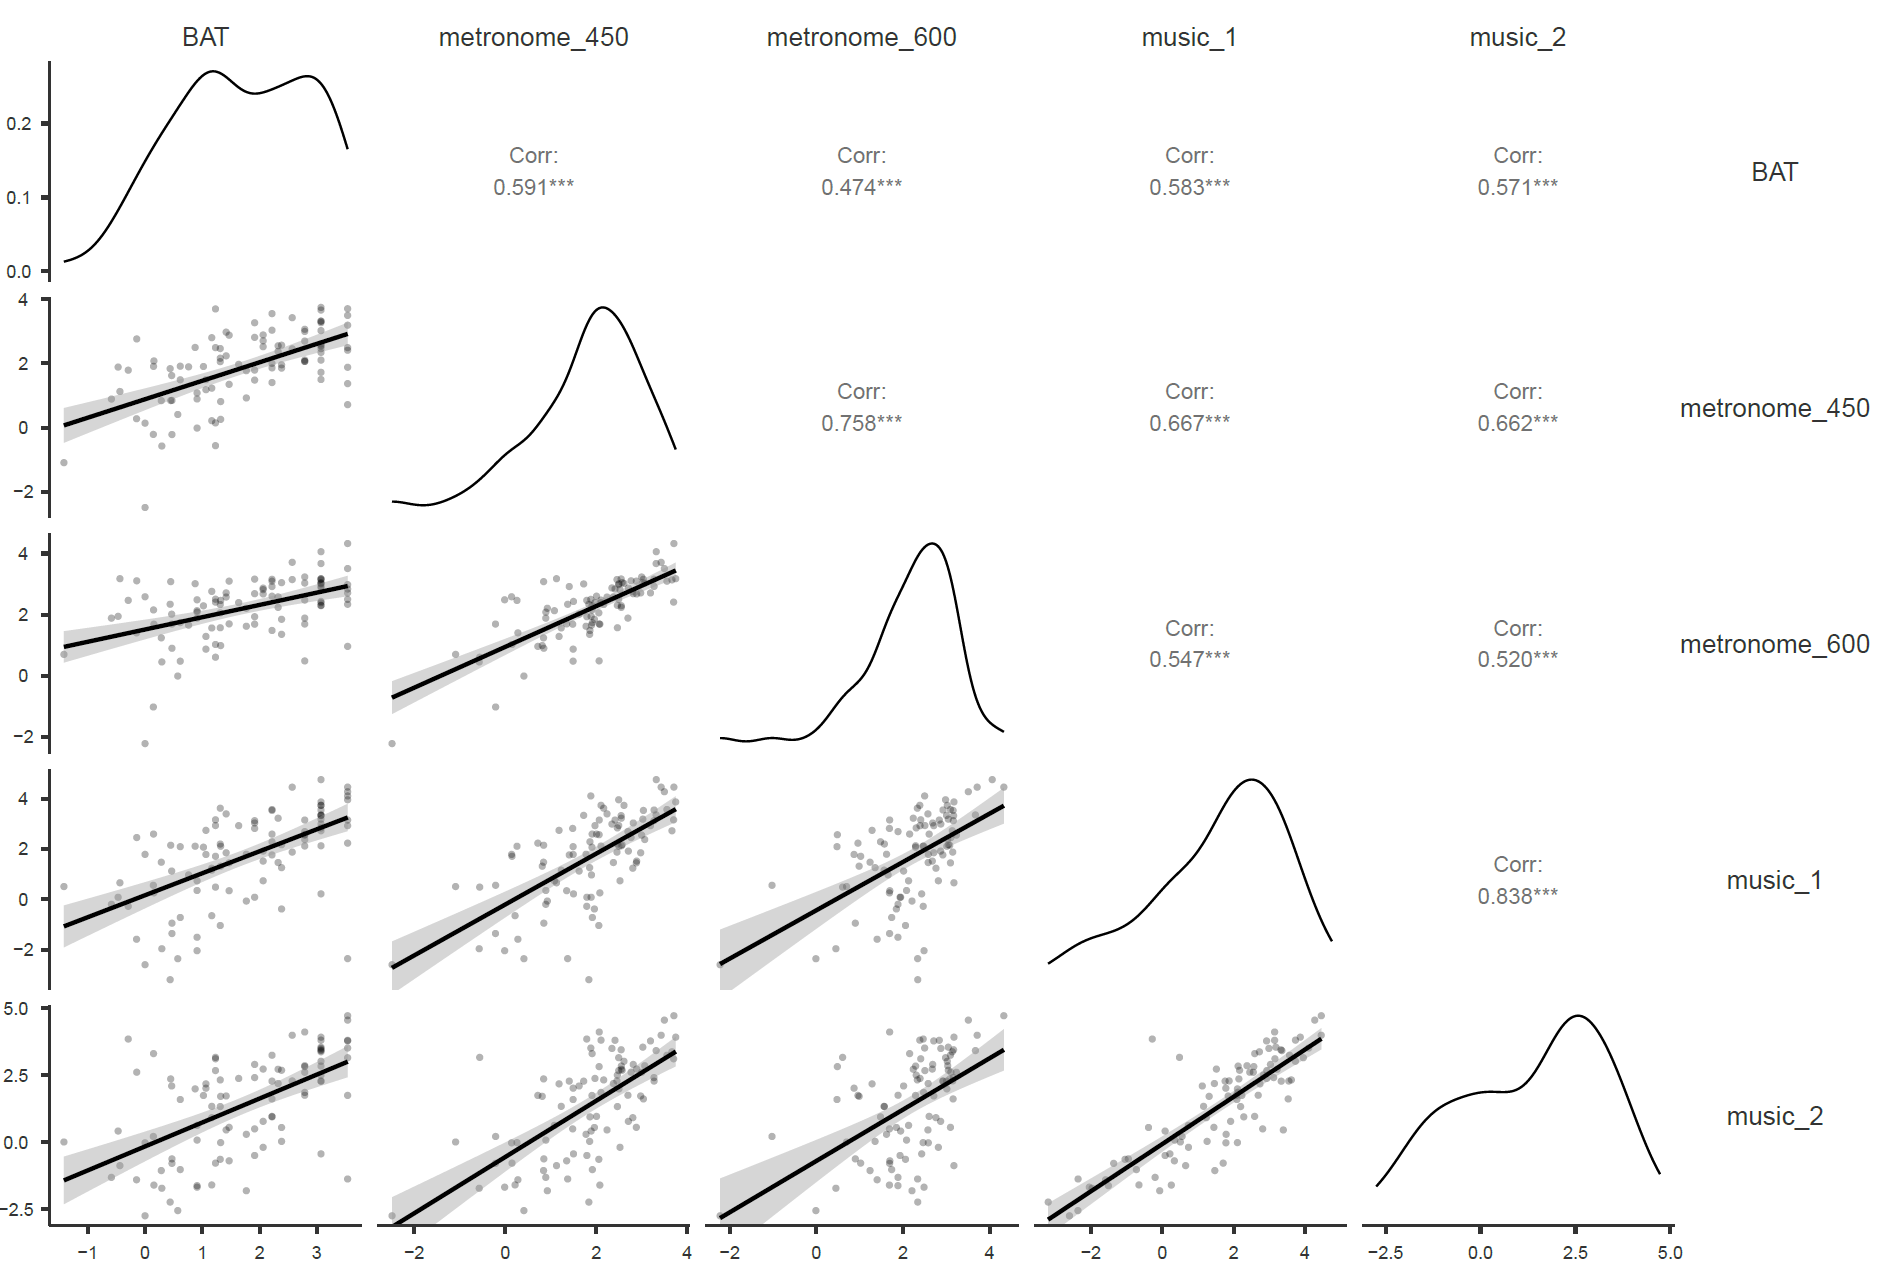 BAT metronome_450 metronome_600 music_1 music_2
0.2
0.1
0.0
Corr:
0.591***
Corr:
0.474***
Corr:
0.583***
Corr:
0.571***
BAT
4
2
0
−2
Corr:
0.758***
Corr:
0.667***
Corr:
0.662***
metronome_450
4
2
0
−2
Corr:
0.547***
Corr:
0.520***
metronome_600
4
2
0
−2
Corr:
0.838***
music_1
5.0
2.5
0.0
−2.5
music_2
−1 0 1 2 3 −2 0 2 4 −2 0 2 4 −2 0 2 4 −2.5 0.0 2.5 5.0